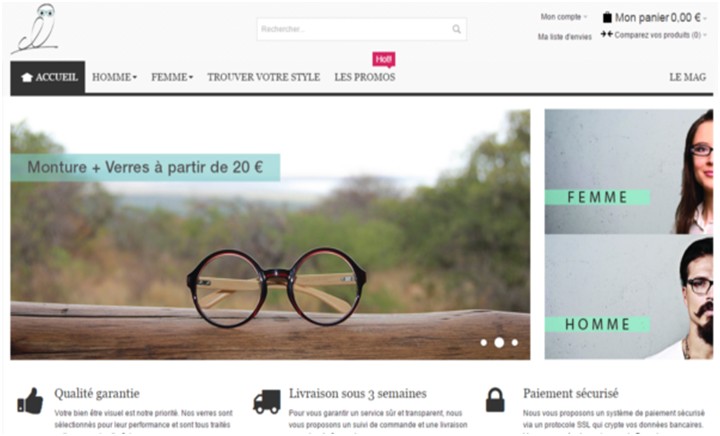 Rechercher...
Mon compte
Mon panier 0,00 €
Ma liste d'envies
Comparez vos produits (0)
Hot!
ACCUEIL HOMME FEMME TROUVER VOTRE STYLE LES PROMOS LE MAG
Monture + Verres à partir de 20 €
FEMME
HOMME
Qualité garantie
Votre bien être visuel est notre priorité. Nos verres sont
sélectionnés pour leur performance et sont tous traités
Livraison sous 3 semaines
Pour vous garantir un service sûr et transparent, nous
vous proposons un suivi de commande et une livraison
Paiement sécurisé
Nous vous proposons un système de paiement sécurisé
via un protocole SSL qui crypte vos données bancaires.